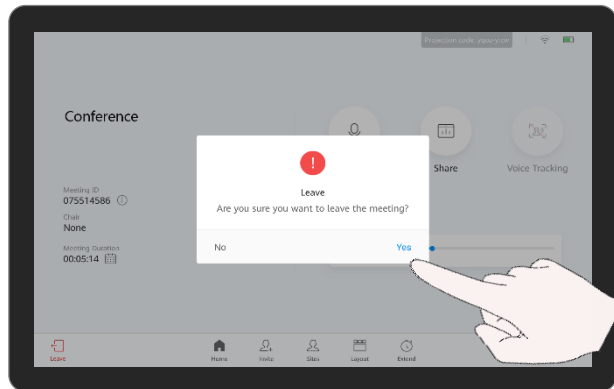 Conference
Share
Voice Tracking
Leave
Are you sure you want to leave the meeting?
No
Yes
Meeting ID
075514586
Chair
None
Meeting Duration
00:05:14
Leave
Home
Invite
Sites
Layout
Extend